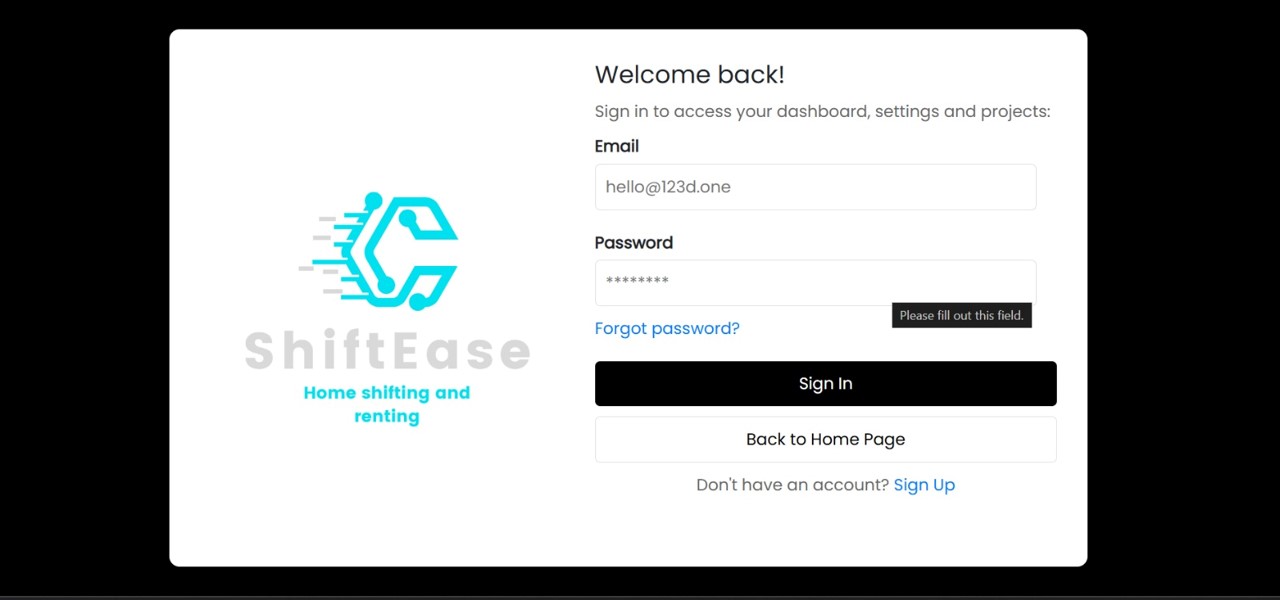 Welcome back!
Sign in to access your dashboard, settings and projects:
Email
hello@123d.one
Password
********
Please fill out this field.
Forgot password?
Sign In
Back to Home Page
Don't have an account? Sign Up
ShiftEase
Home shifting and
renting